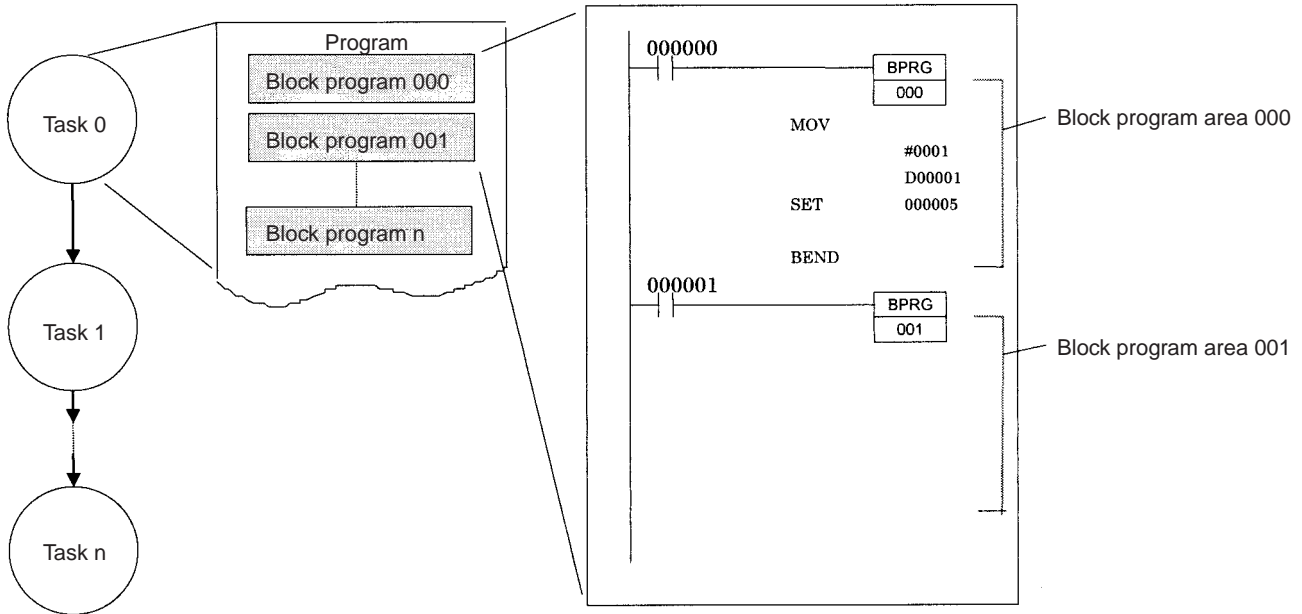 Task 0
Task 1
Task n
Program
Block program 000
Block program 001
Block program n
000000
BPRG
000
MOV
#0001
D00001
SET 000005
BEND
000001
BPRG
001
Block program area 000
Block program area 001